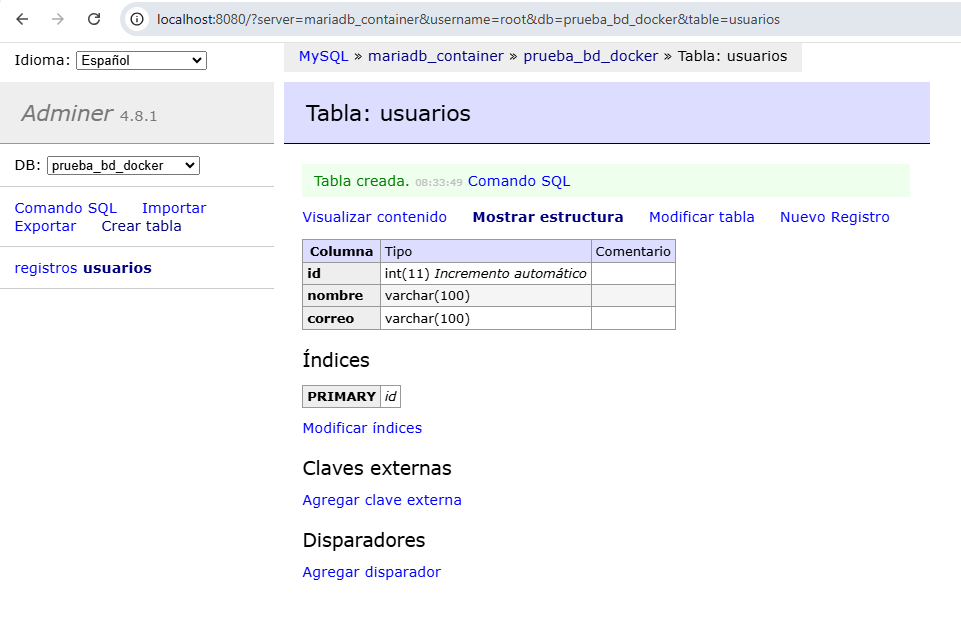 localhost:8080/?server=mariadb_container&username=root&db=prueba_bd_docker&table=usuarios
Idioma: Español
MySQL » mariadb_container » prueba_bd_docker » Tabla: usuarios
Adminer 4.8.1
Tabla: usuarios
DB: prueba_bd_docker
Comando SQL Importar
Exportar Crear tabla
registros usuarios
Tabla creada. 08:33:49 Comando SQL
Visualizar contenido Mostrar estructura Modificar tabla Nuevo Registro
Columna Tipo Comentario
id int(11) Incremento automático
nombre varchar(100)
correo varchar(100)
Índices
PRIMARY id
Modificar índices
Claves externas
Agregar clave externa
Disparadores
Agregar disparador